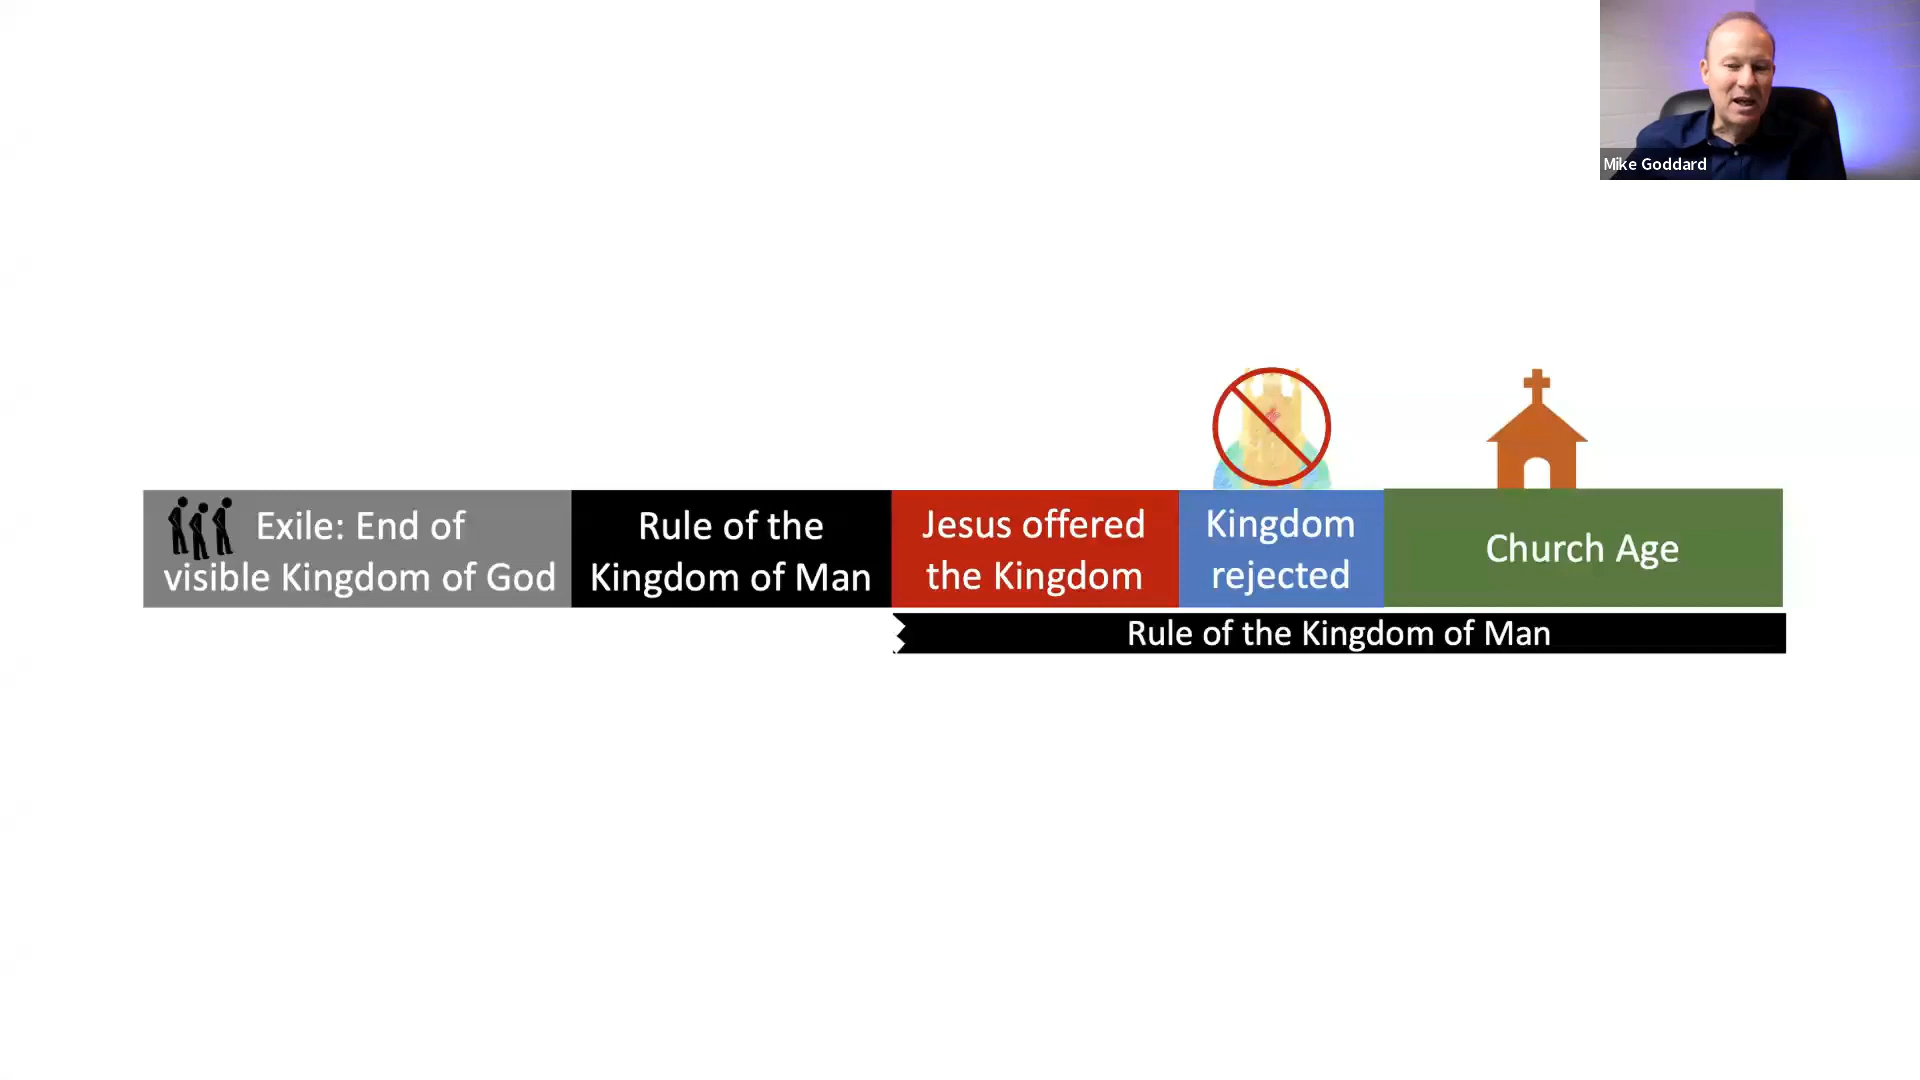 Mike Goddard
Exile: End of
visible Kingdom of God
Rule of the
Kingdom of Man
Jesus offered
the Kingdom
Kingdom
rejected
Church Age
Rule of the Kingdom of Man